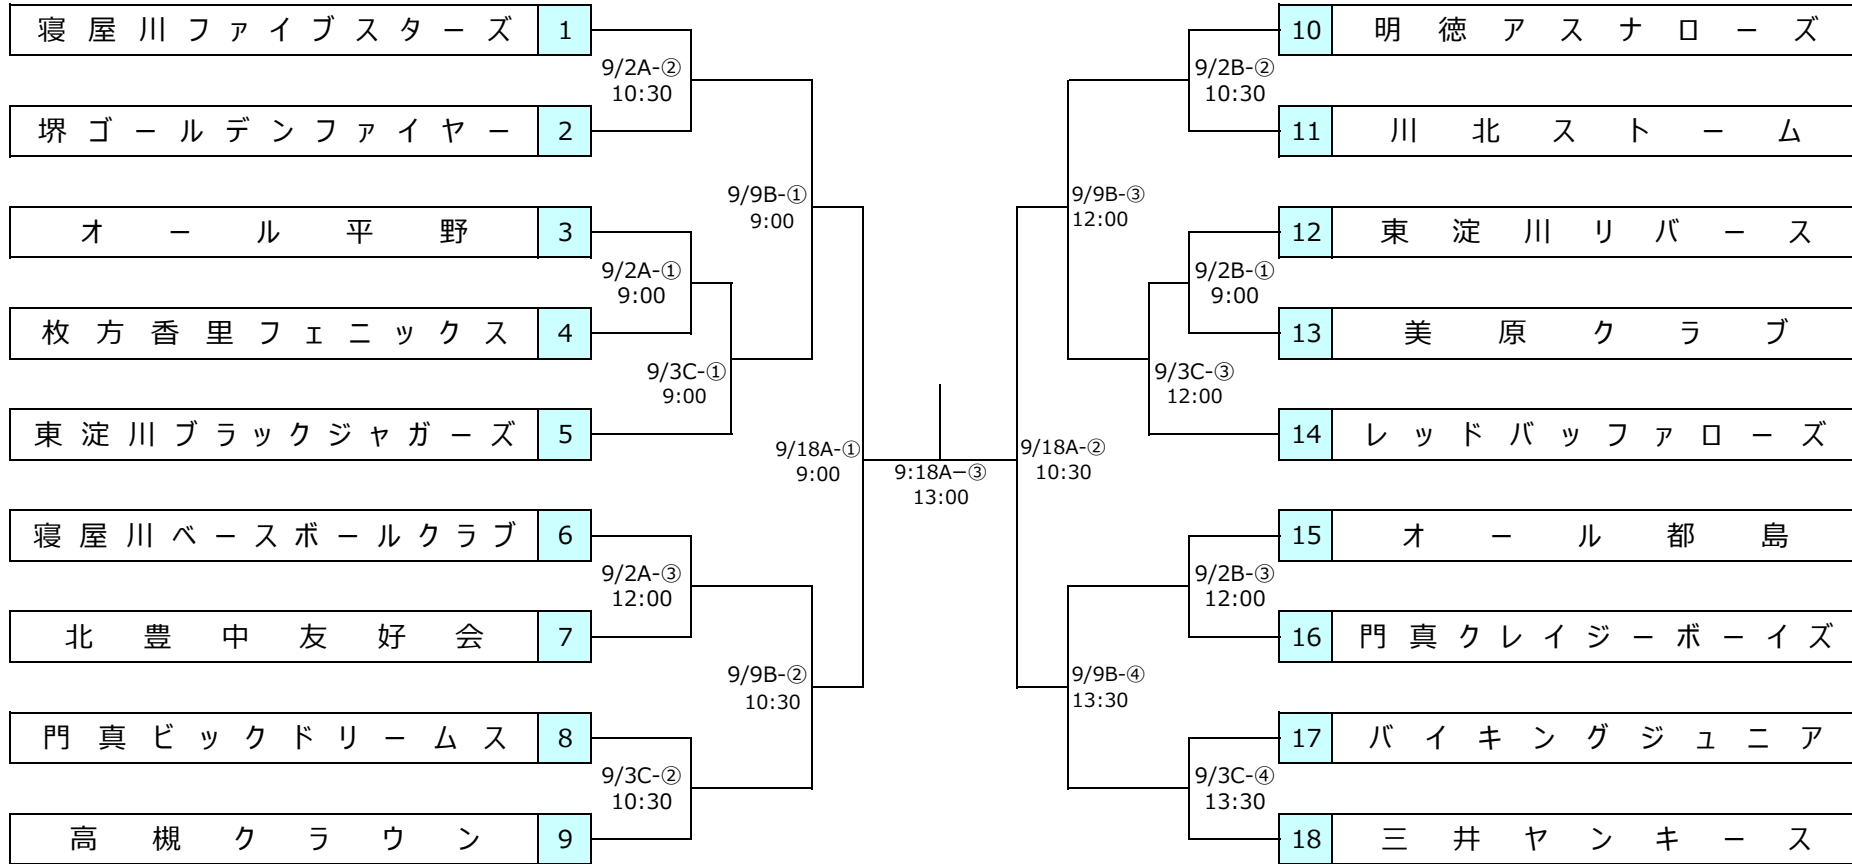 寝屋川ファイブスターズ 1
9/2A-②
10:30
堺ゴールデンファイヤー 2
9/9B-①
9:00
オール平野 3
9/2A-①
9:00
枚方香里フェニックス 4
9/3C-①
9:00
東淀川ブラックジャガーズ 5
9/18A-①
9:00
寝屋川ベースボールクラブ 6
9/2A-③
12:00
北豊中友好会 7
9/9B-②
10:30
門真ビックドリームス 8
9/3C-②
10:30
高槻クラウン 9
9:18A-③
13:00
10 明徳アスナローズ
9/2B-②
10:30
11 川北ストーム
9/9B-③
12:00
12 東淀川リバース
9/2B-①
9:00
13 美原クラブ
9/3C-③
12:00
14 レッドバッファローズ
9/18A-②
10:30
15 オール都島
9/2B-③
12:00
16 門真クレイジーボーイズ
9/9B-④
13:30
17 バイキングジュニア
9/3C-④
13:30
18 三井ヤンキース